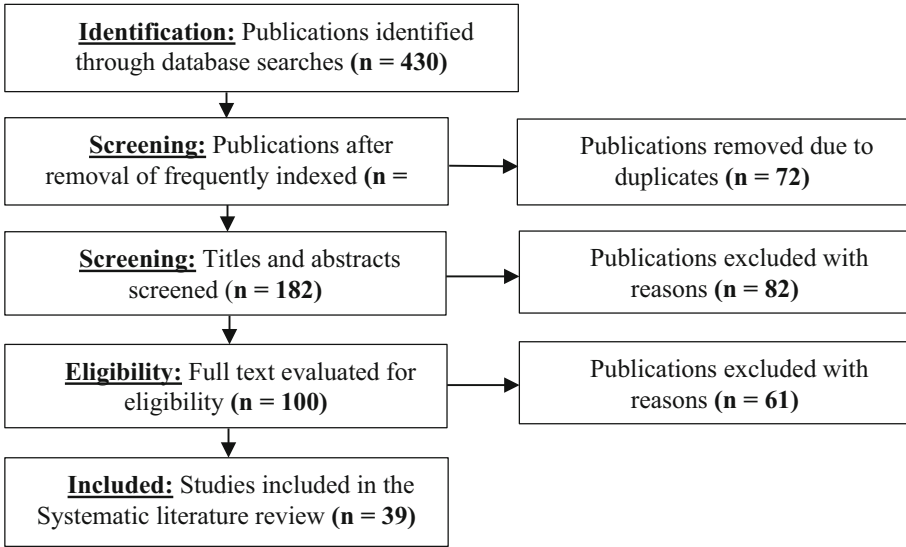 Identification: Publications identified
through database searches (n = 430)
Screening: Publications after
removal of frequently indexed (n =
Publications removed due to
duplicates (n = 72)
Screening: Titles and abstracts
screened (n = 182)
Publications excluded with
reasons (n = 82)
Eligibility: Full text evaluated for
eligibility (n = 100)
Publications excluded with
reasons (n = 61)
Included: Studies included in the
Systematic literature review (n = 39)